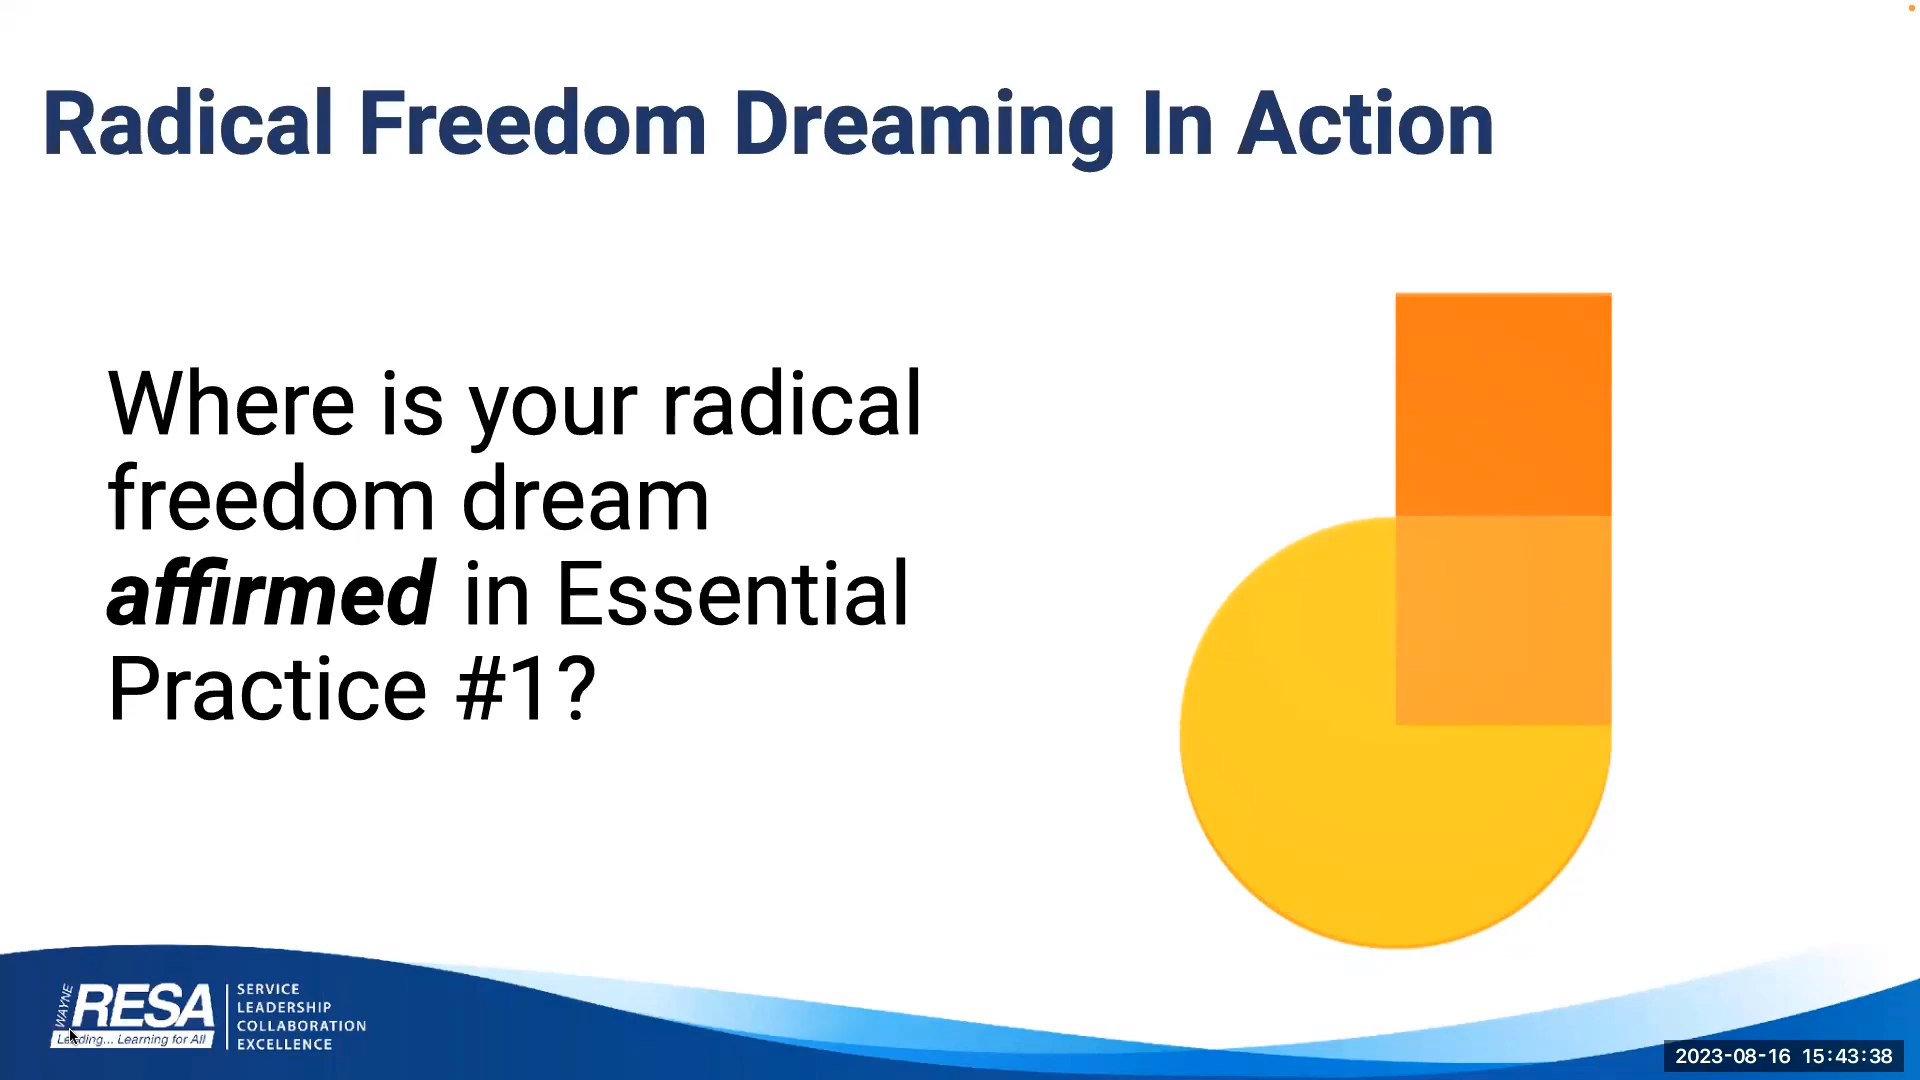 Radical Freedom Dreaming In Action
Where is your radical
freedom dream
affirmed in Essential
Practice #1?
WAYNE
RESA
Leading... Learning for All
SERVICE
LEADERSHIP
COLLABORATION
EXCELLENCE
2023-08-16 15:43:38